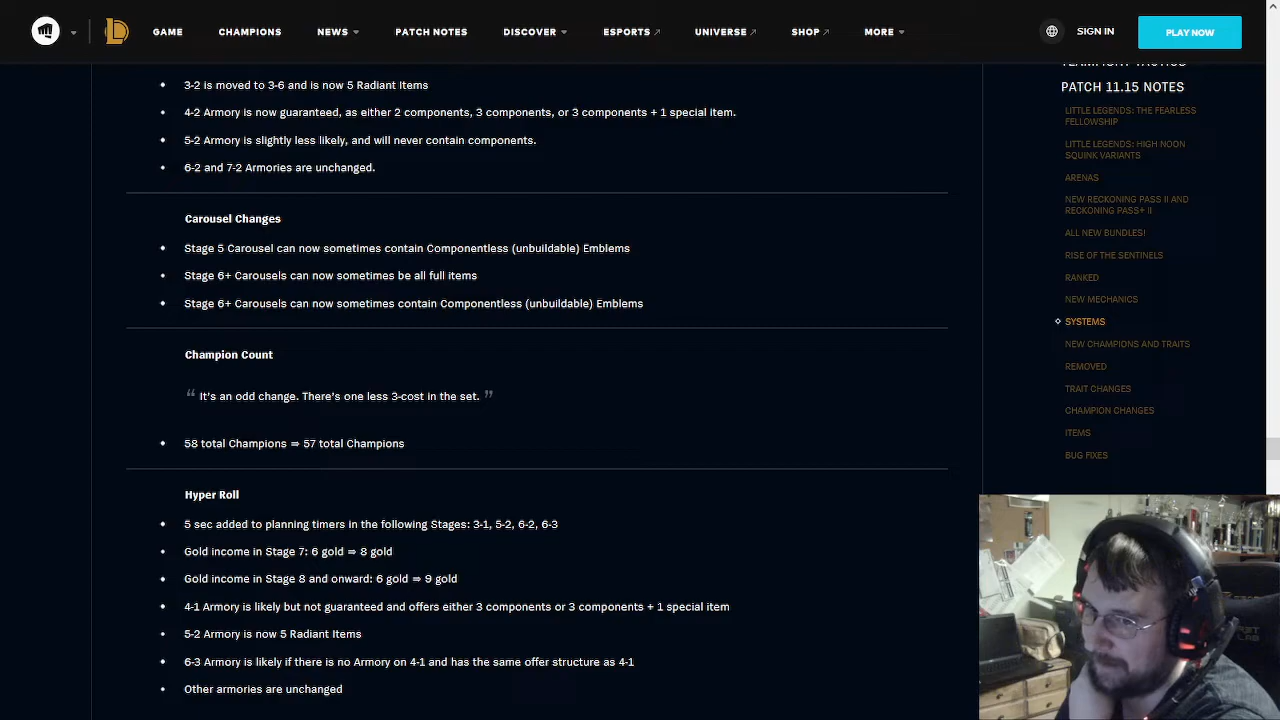 GAME CHAMPIONS NEWS PATCH NOTES DISCOVER ESPORTS UNIVERSE SHOP MORE SIGN IN PLAY NOW
3-2 is moved to 3-6 and is now 5 Radiant Items
4-2 Armory is now guaranteed, as either 2 components, 3 components, or 3 components + 1 special item.
5-2 Armory is slightly less likely, and will never contain components.
6-2 and 7-2 Armories are unchanged.
Carousel Changes
Stage 5 Carousel can now sometimes contain Componentless (unbuildable) Emblems
Stage 6+ Carousels can now sometimes be all full items
Stage 6+ Carousels can now sometimes contain Componentless (unbuildable) Emblems
Champion Count
“ It's an odd change. There's one less 3-cost in the set. ”
58 total Champions ⇒ 57 total Champions
Hyper Roll
5 sec added to planning timers in the following Stages: 3-1, 5-2, 6-2, 6-3
Gold income in Stage 7: 6 gold ⇒ 8 gold
Gold income in Stage 8 and onward: 6 gold ⇒ 9 gold
4-1 Armory is likely but not guaranteed and offers either 3 components or 3 components + 1 special item
5-2 Armory is now 5 Radiant Items
6-3 Armory is likely if there is no Armory on 4-1 and has the same offer structure as 4-1
Other armories are unchanged
TEAMFIGHT TACTICS
PATCH 11.15 NOTES
LITTLE LEGENDS: THE FEARLESS
FELLOWSHIP
LITTLE LEGENDS: HIGH NOON
SQUINK VARIANTS
ARENAS
NEW RECKONING PASS II AND
RECKONING PASS+ II
ALL NEW BUNDLES!
RISE OF THE SENTINELS
RANKED
NEW MECHANICS
SYSTEMS
NEW CHAMPIONS AND TRAITS
REMOVED
TRAIT CHANGES
CHAMPION CHANGES
ITEMS
BUG FIXES